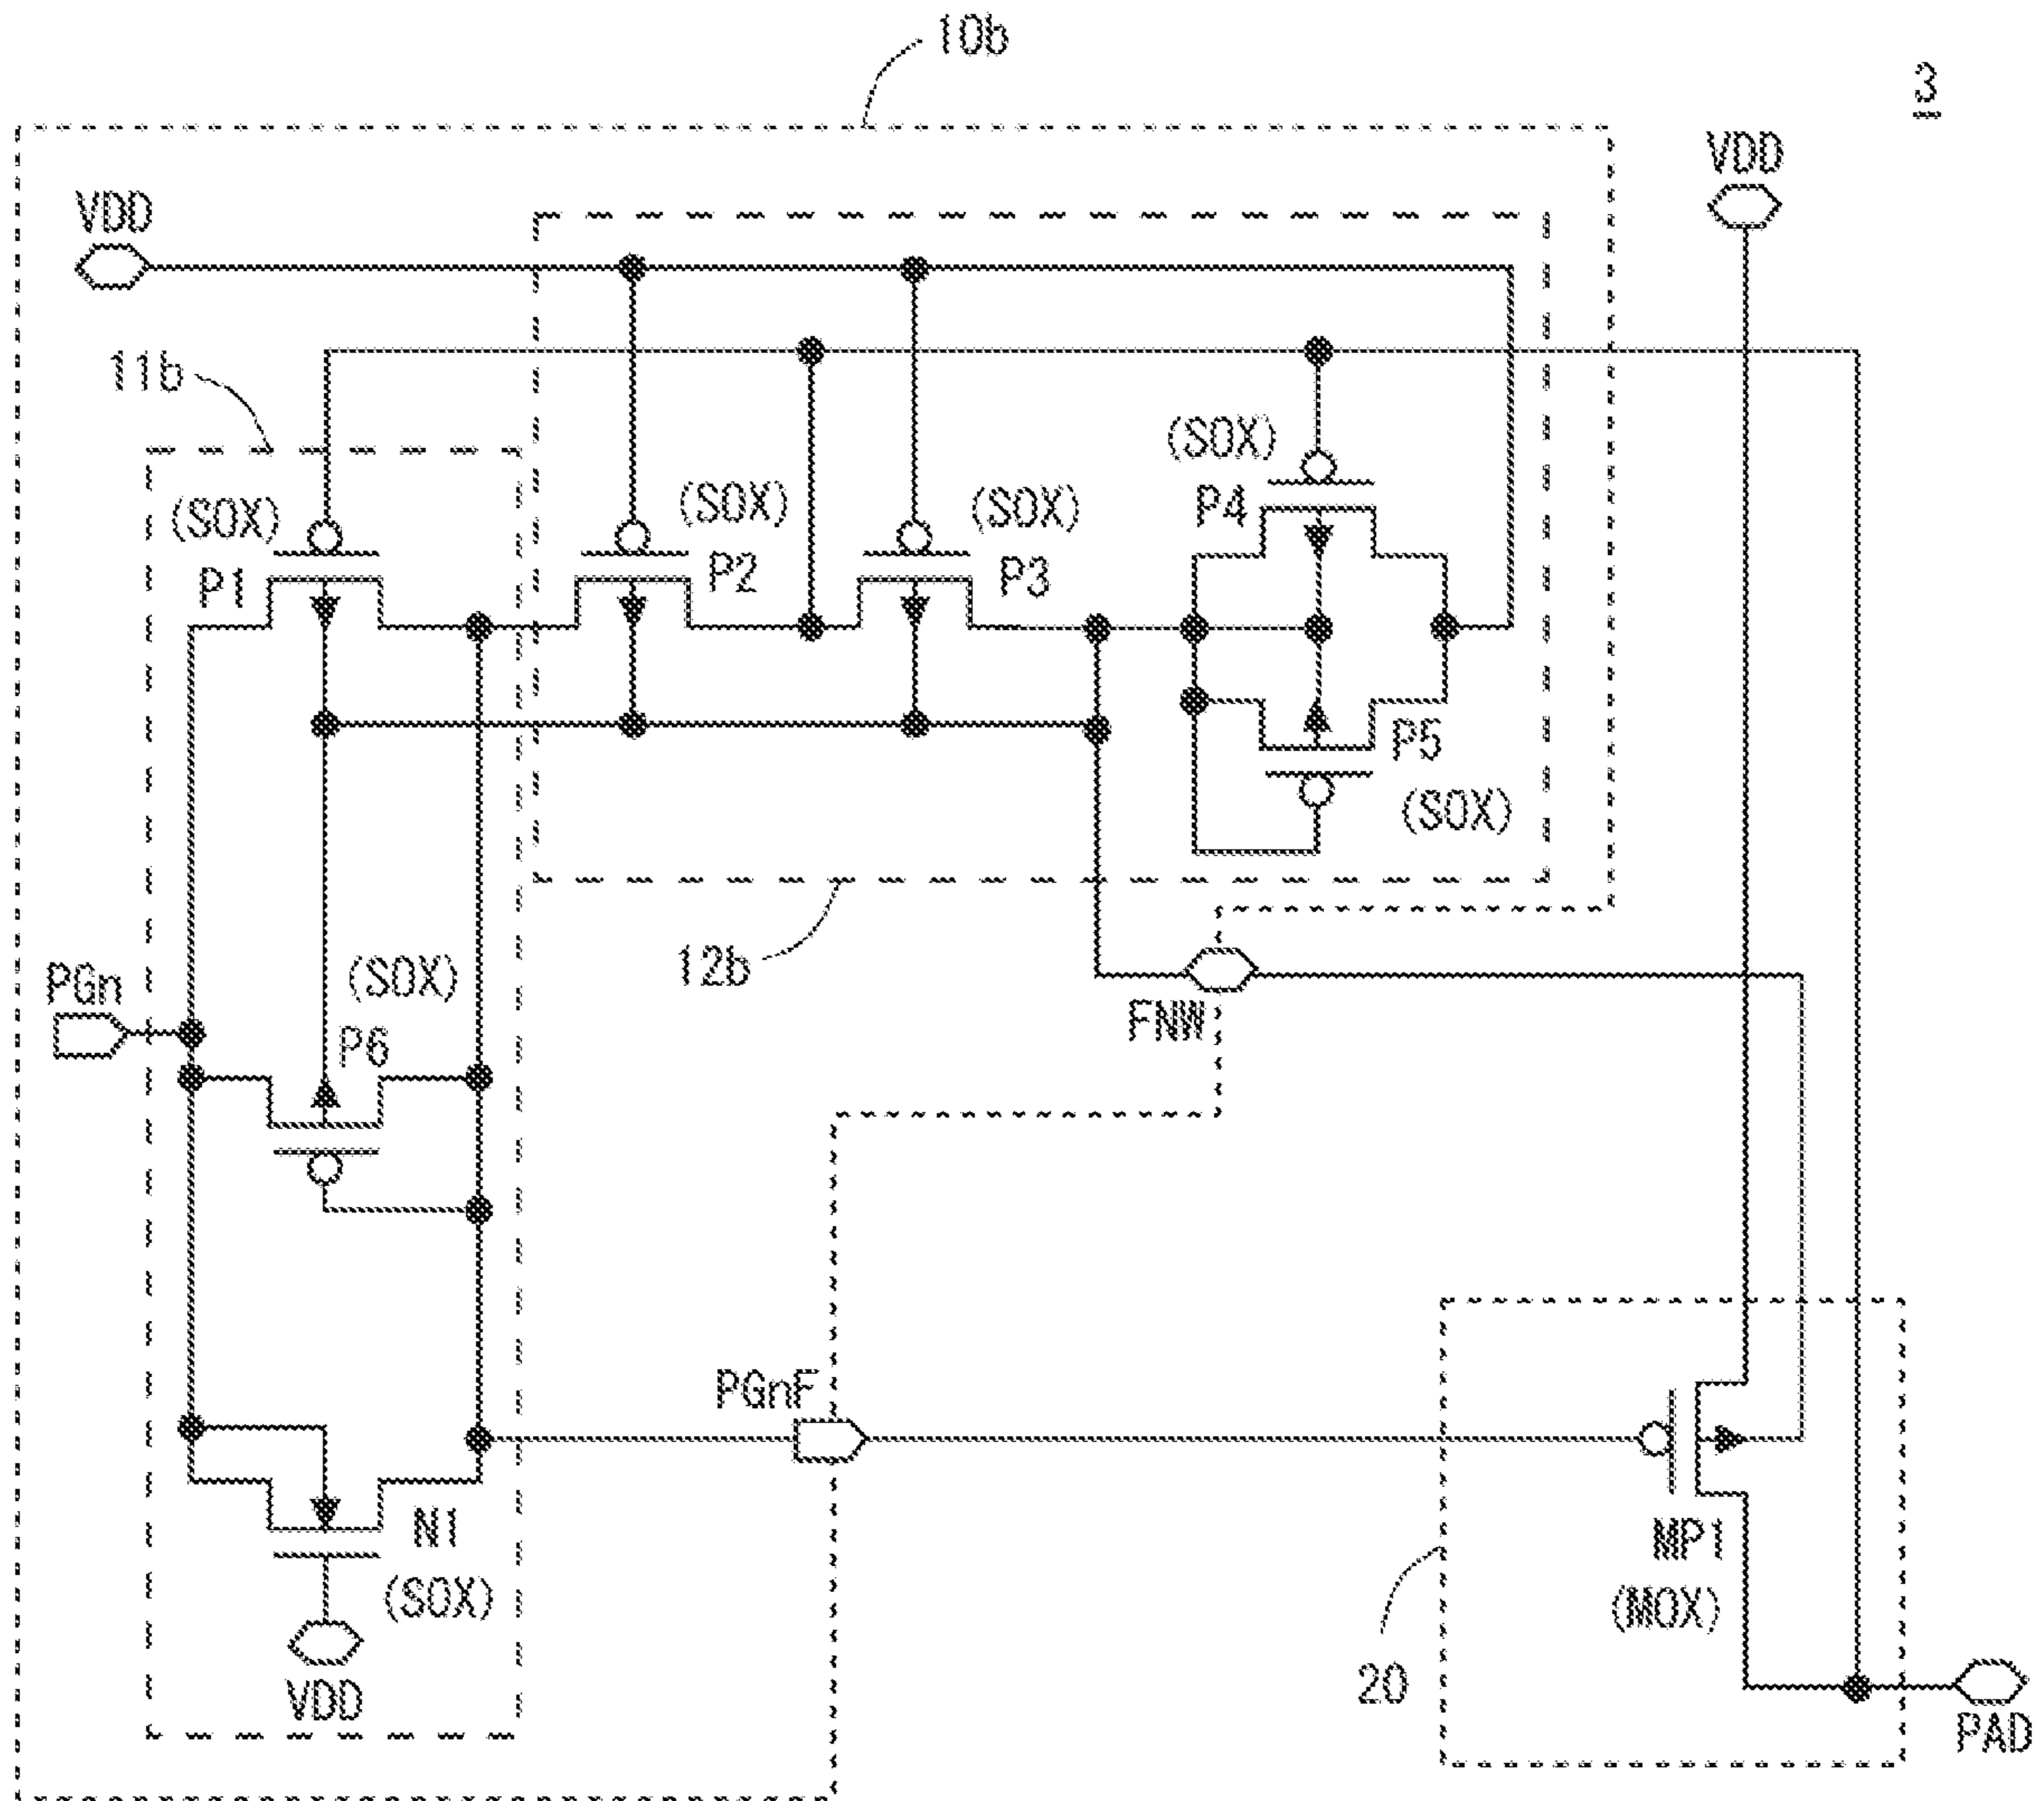 10b
3
VDD
VDD
11b
(SOX)
P1
(SOX)
P2
(SOX)
P3
(SOX)
P4
P5
(SOX)
12b
FNW
PGn
(SOX)
P6
PGnF
N1
(SOX)
VDD
MP1
(MOX)
20
PAD